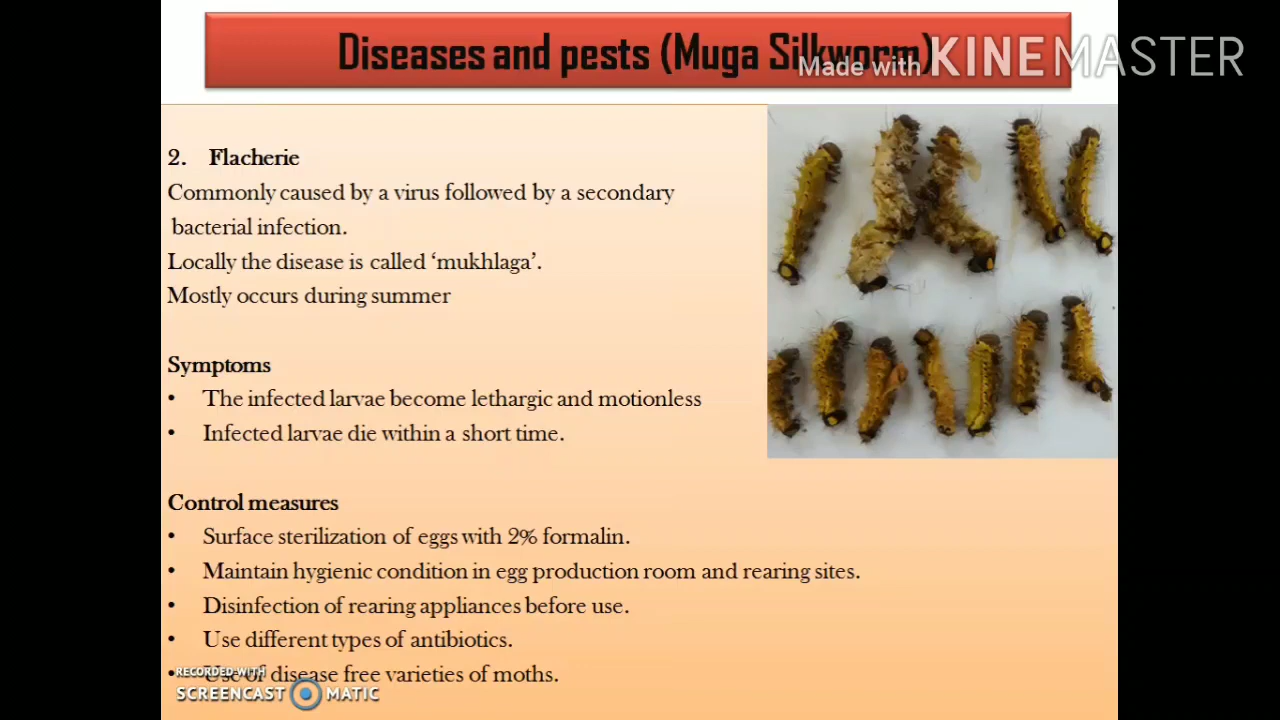 Diseases and pests (Muga Silkworm)
Made with KINEMASTER
2. Flacherie
Commonly caused by a virus followed by a secondary
bacterial infection.
Locally the disease is called ‘mukhlaga’.
Mostly occurs during summer
Symptoms
• The infected larvae become lethargic and motionless
• Infected larvae die within a short time.
Control measures
• Surface sterilization of eggs with 2% formalin.
• Maintain hygienic condition in egg production room and rearing sites.
• Disinfection of rearing appliances before use.
• Use different types of antibiotics.
• Use of disease free varieties of moths.
RECORDED WITH
SCREENCAST MATIC